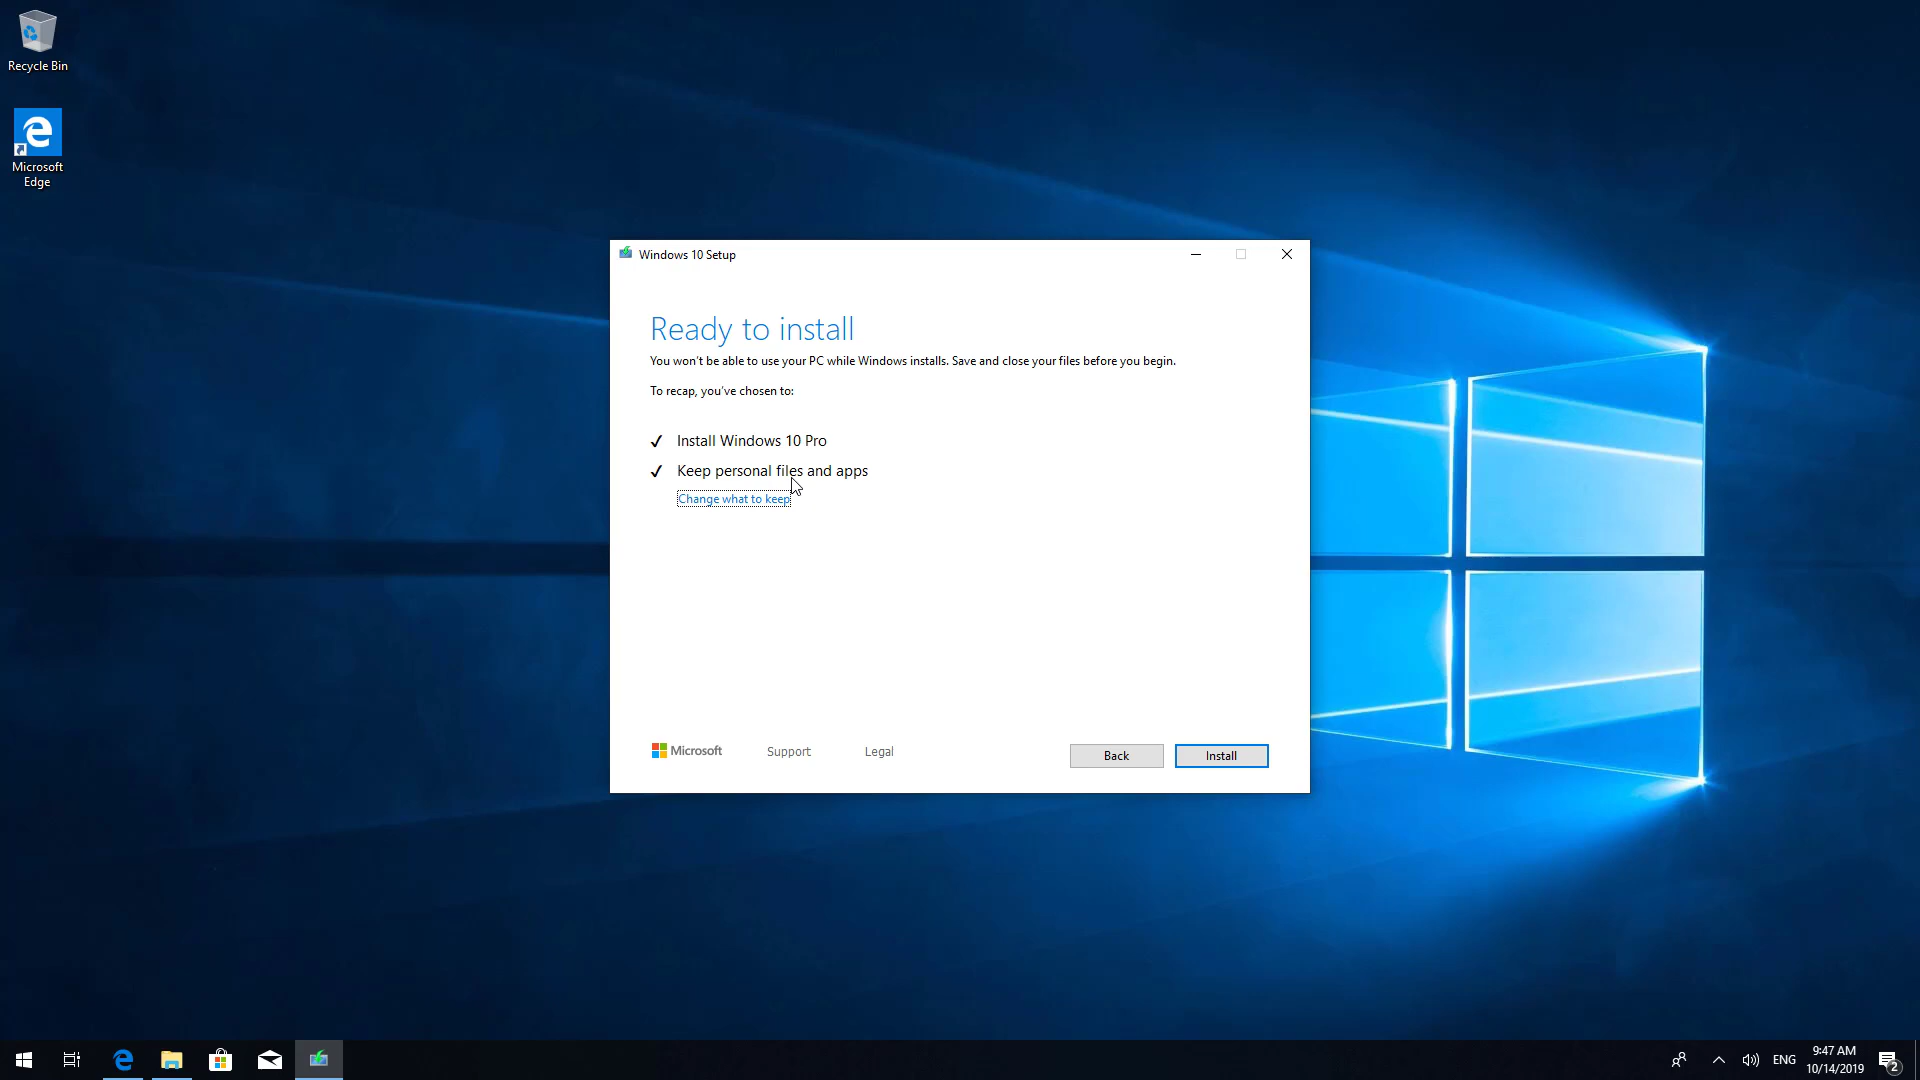 Recycle Bin
Microsoft
Edge
Windows 10 Setup
Ready to install
You won't be able to use your PC while Windows installs. Save and close your files before you begin.
To recap, you've chosen to:
✓ Install Windows 10 Pro
✓ Keep personal files and apps
Change what to keep
Microsoft Support Legal
Back Install
ENG
9:47 AM
10/14/2019
2